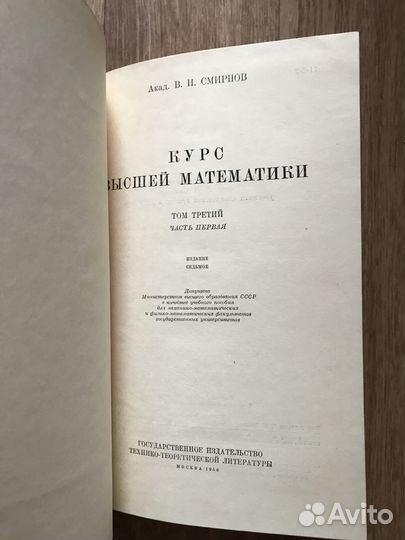 Акад. В. И. СМИРНОВ
КУРС
ВЫСШЕЙ МАТЕМАТИКИ
ТОМ ТРЕТИЙ
ЧАСТЬ ПЕРВАЯ
ИЗДАНИЕ
СЕДЬМОЕ
Допущено
Министерством высшего образования СССР
в качестве учебного пособия
для механико-математических
и физико-математических факультетов
государственных университетов
ГОСУДАРСТВЕННОЕ ИЗДАТЕЛЬСТВО
ТЕХНИКО-ТЕОРЕТИЧЕСКОЙ ЛИТЕРАТУРЫ
МОСКВА 1956
Avito